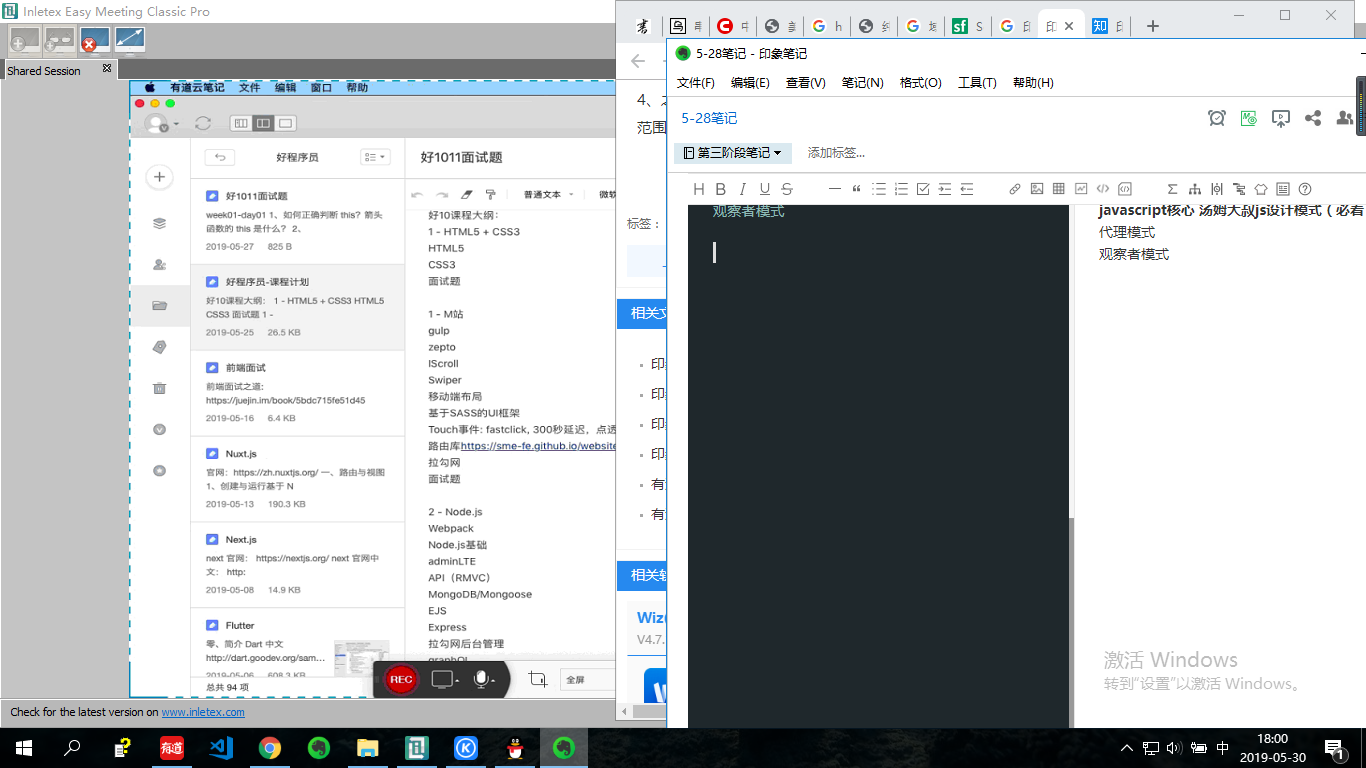 Inletex Easy Meeting Classic Pro
Shared Session
有道云笔记 文件 编辑 窗口 帮助
好程序员
好1011面试题
week01-day01 1、如何正确判断 this？箭头
函数的 this 是什么？ 2、
2019-05-27 825 B
好程序员-课程计划
好10课程大纲： 1 - HTML5 + CSS3 HTML5
CSS3 面试题 1 -
2019-05-25 26.5 KB
前端面试
前端面试之道:
https://juejin.im/book/5bdc715fe51d45
2019-05-16 6.4 KB
Nuxt.js
官网：https://zh.nuxtjs.org/ 一、路由与视图
1、创建与运行基于 N
2019-05-13 190.3 KB
Next.js
next 官网： https://nextjs.org/ next 官网中
文： http:
2019-05-08 14.9 KB
Flutter
零、简介 Dart 中文
http://dart.goodev.org/sam...
2019-05-06 608.3 KB
总共 94 项
好1011面试题
普通文本
好10课程大纲：
1 - HTML5 + CSS3
HTML5
CSS3
面试题
1 - M站
gulp
zepto
IScroll
Swiper
移动端布局
基于SASS的UI框架
Touch事件: fastclick, 300秒延迟，点透
路由库https://sme-fe.github.io/website
拉勾网
面试题
2 - Node.js
Webpack
Node.js基础
adminLTE
API（RMVC）
MongoDB/Mongoose
EJS
Express
拉勾网后台管理
graphQL
REC
全屏
Check for the latest version on www.inletex.com
4、
范围
标签：
相关文
印
印
印
印
有
有
相关软
Wiz
V4.7.
5-28笔记 - 印象笔记
文件(F) 编辑(E) 查看(V) 笔记(N) 格式(O) 工具(T) 帮助(H)
5-28笔记
第三阶段笔记 添加标签...
观察者模式
javascript核心 汤姆大叔js设计模式（必看
代理模式
观察者模式
激活 Windows
转到"设置"以激活 Windows。
有道
中
18:00
2019-05-30
1